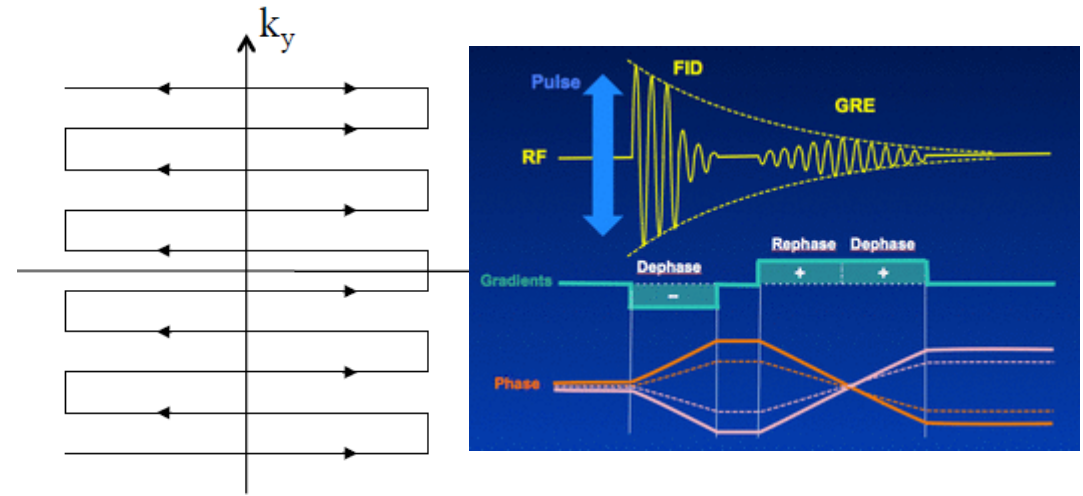 ky
Pulse
FID
GRE
RF
Rephase Dephase
Dephase
+ +
Gradients
−
Phase